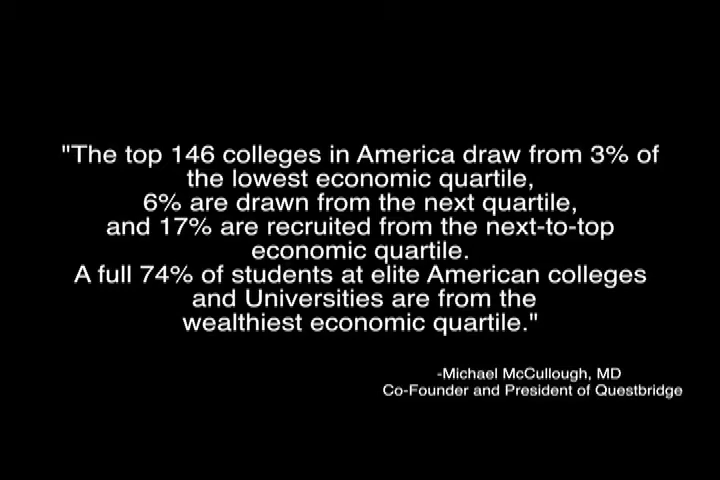 "The top 146 colleges in America draw from 3% of
the lowest economic quartile,
6% are drawn from the next quartile,
and 17% are recruited from the next-to-top
economic quartile.
A full 74% of students at elite American colleges
and Universities are from the
wealthiest economic quartile."
-Michael McCullough, MD
Co-Founder and President of Questbridge